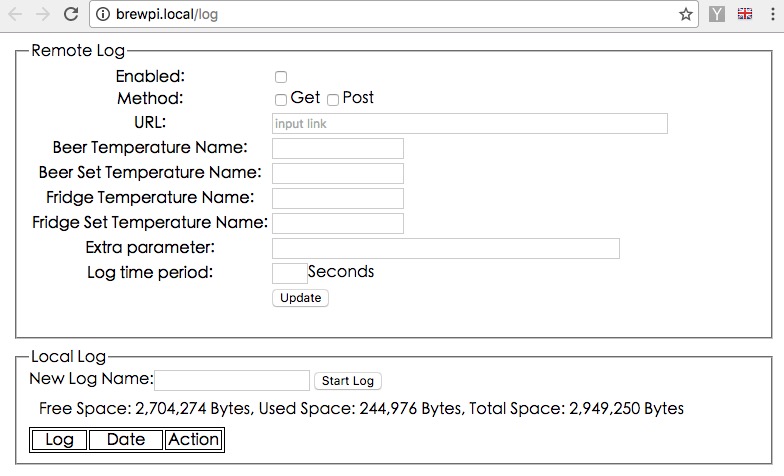 brewpi.local/log
Remote Log
Enabled:
Method: Get Post
URL: input link
Beer Temperature Name:
Beer Set Temperature Name:
Fridge Temperature Name:
Fridge Set Temperature Name:
Extra parameter:
Log time period: Seconds
Update
Local Log
New Log Name: Start Log
Free Space: 2,704,274 Bytes, Used Space: 244,976 Bytes, Total Space: 2,949,250 Bytes
Log Date Action